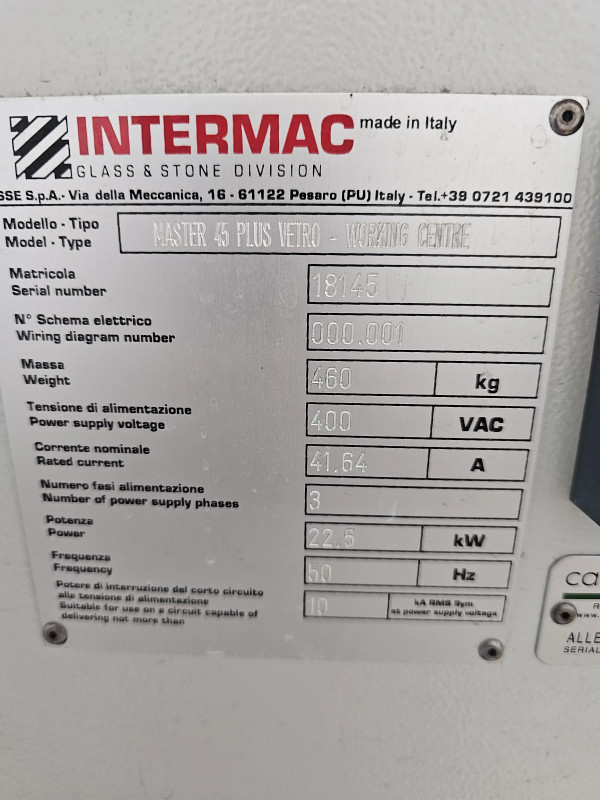 INTERMAC made in Italy
GLASS & STONE DIVISION
SSE S.p.A. - Via della Meccanica, 16 - 61122 Pesaro (PU) Italy - Tel.+39 0721 439100
Modello - Tipo
Model - Type
MASTER 45 PLUS VETRO - WORKING CENTRE
Matricola
Serial number
18145
N° Schema elettrico
Wiring diagram number
000.001
Massa
Weight
460 kg
Tensione di alimentazione
Power supply voltage
400 VAC
Corrente nominale
Rated current
41.64 A
Numero fasi alimentazione
Number of power supply phases
3
Potenza
Power
22.5 kW
Frequenza
Frequency
50 Hz
Potere di interruzione del corto circuito
alla tensione di alimentazione
Suitable for use on a circuit capable of
delivering not more than
10 kA RMS Sym
at power supply voltage
ca
R
www.
ALLE
SERIAL